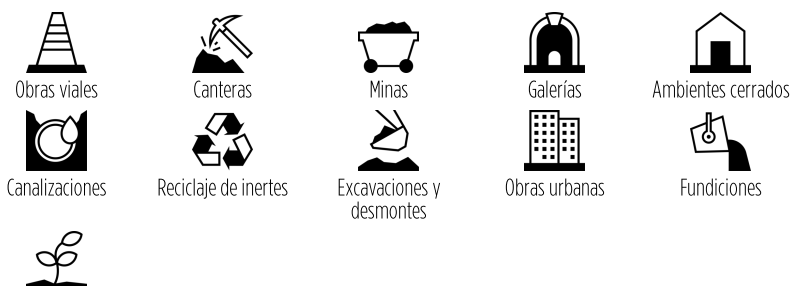 Obras viales
Canteras
Minas
Galerías
Ambientes cerrados
Canalizaciones
Reciclaje de inertes
Excavaciones y
desmontes
Obras urbanas
Fundiciones